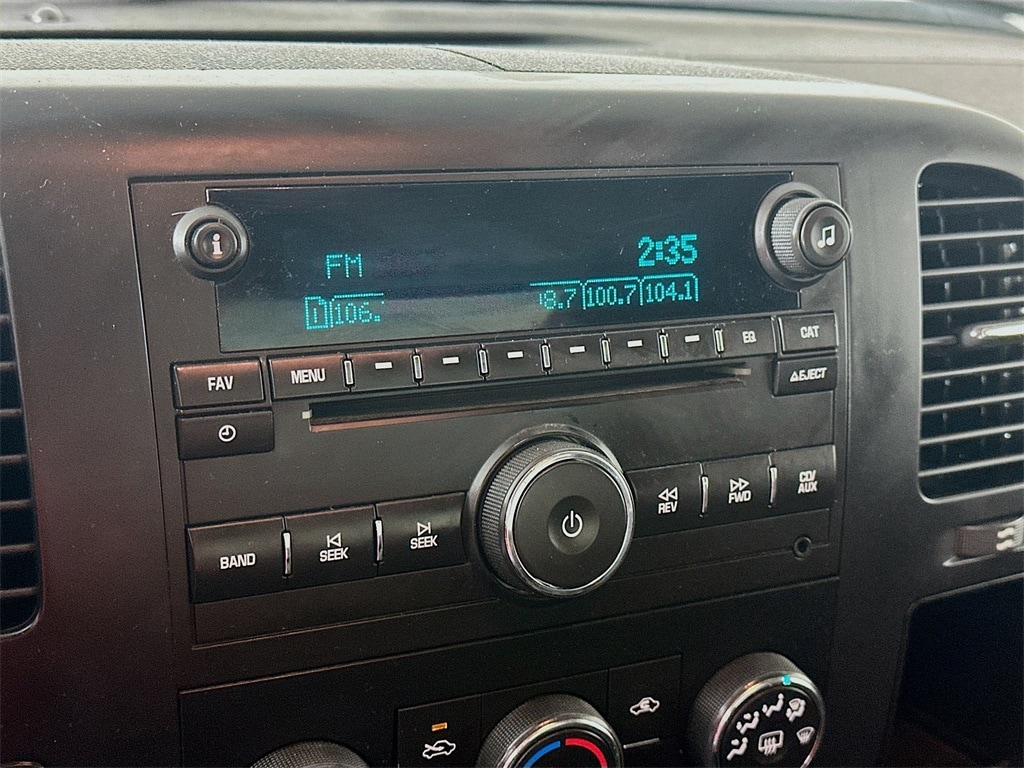 i
FM 2:35
1 106. 8.7 100.7 104.1
FAV MENU EQ CAT
EJECT
BAND SEEK SEEK REV FWD CD/
AUX